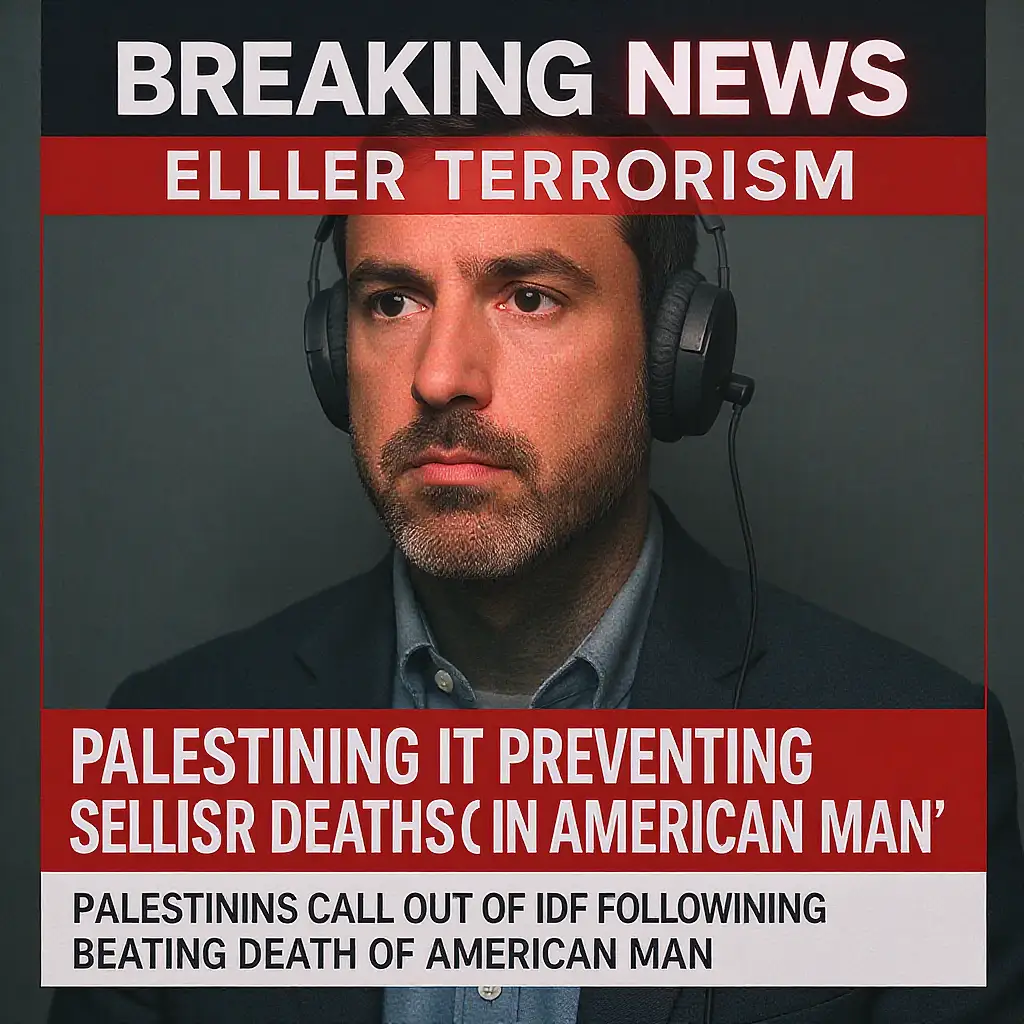 BREAKING NEWS
ELLLER TERRORISM
PALESTINING IT PREVENTING
SELLISR DEATHS( IN AMERICAN MAN’
PALESTININS CALL OUT OF IDF FOLLOWINING
BEATING DEATH OF AMERICAN MAN